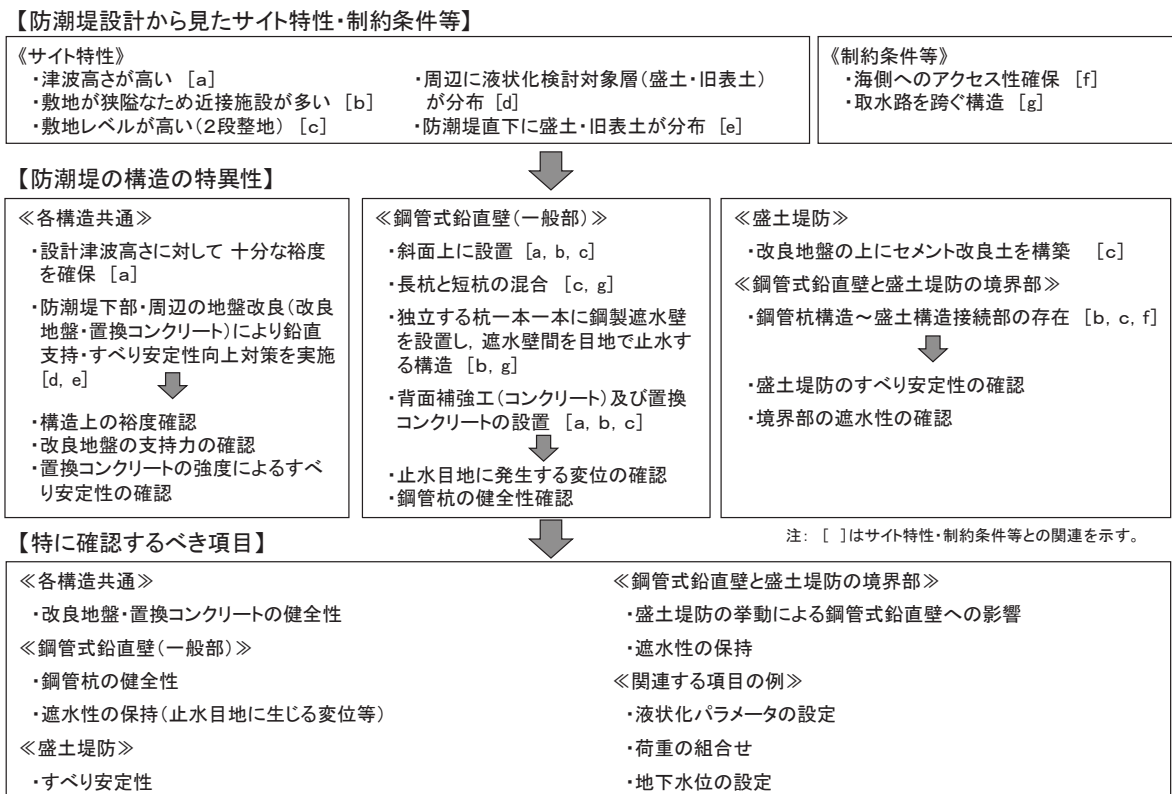 【防潮堤設計から見たサイト特性・制約条件等】
《サイト特性》
・津波高さが高い [a]
・敷地が狭隘なため近接施設が多い [b]
・敷地レベルが高い(2段整地) [c]
・周辺に液状化検討対象層(盛土・旧表土)
が分布 [d]
・防潮堤直下に盛土・旧表土が分布 [e]
《制約条件等》
・海側へのアクセス性確保 [f]
・取水路を跨ぐ構造 [g]
【防潮堤の構造の特異性】
≪各構造共通≫
・設計津波高さに対して 十分な裕度
を確保 [a]
・防潮堤下部・周辺の地盤改良(改良
地盤・置換コンクリート)により鉛直
支持・すべり安定性向上対策を実施
[d, e]
・構造上の裕度確認
・改良地盤の支持力の確認
・置換コンクリートの強度によるすべ
り安定性の確認
≪鋼管式鉛直壁(一般部)≫
・斜面上に設置 [a, b, c]
・長杭と短杭の混合 [c, g]
・独立する杭一本一本に鋼製遮水壁
を設置し，遮水壁間を目地で止水す
る構造 [b, g]
・背面補強工(コンクリート)及び置換
コンクリートの設置 [a, b, c]
・止水目地に発生する変位の確認
・鋼管杭の健全性確認
≪盛土堤防≫
・改良地盤の上にセメント改良土を構築 [c]
≪鋼管式鉛直壁と盛土堤防の境界部≫
・鋼管杭構造～盛土構造接続部の存在 [b, c, f]
・盛土堤防のすべり安定性の確認
・境界部の遮水性の確認
注： [ ]はサイト特性・制約条件等との関連を示す。
【特に確認するべき項目】
≪各構造共通≫
・改良地盤・置換コンクリートの健全性
≪鋼管式鉛直壁(一般部)≫
・鋼管杭の健全性
・遮水性の保持(止水目地に生じる変位等)
≪盛土堤防≫
・すべり安定性
≪鋼管式鉛直壁と盛土堤防の境界部≫
・盛土堤防の挙動による鋼管式鉛直壁への影響
・遮水性の保持
≪関連する項目の例≫
・液状化パラメータの設定
・荷重の組合せ
・地下水位の設定